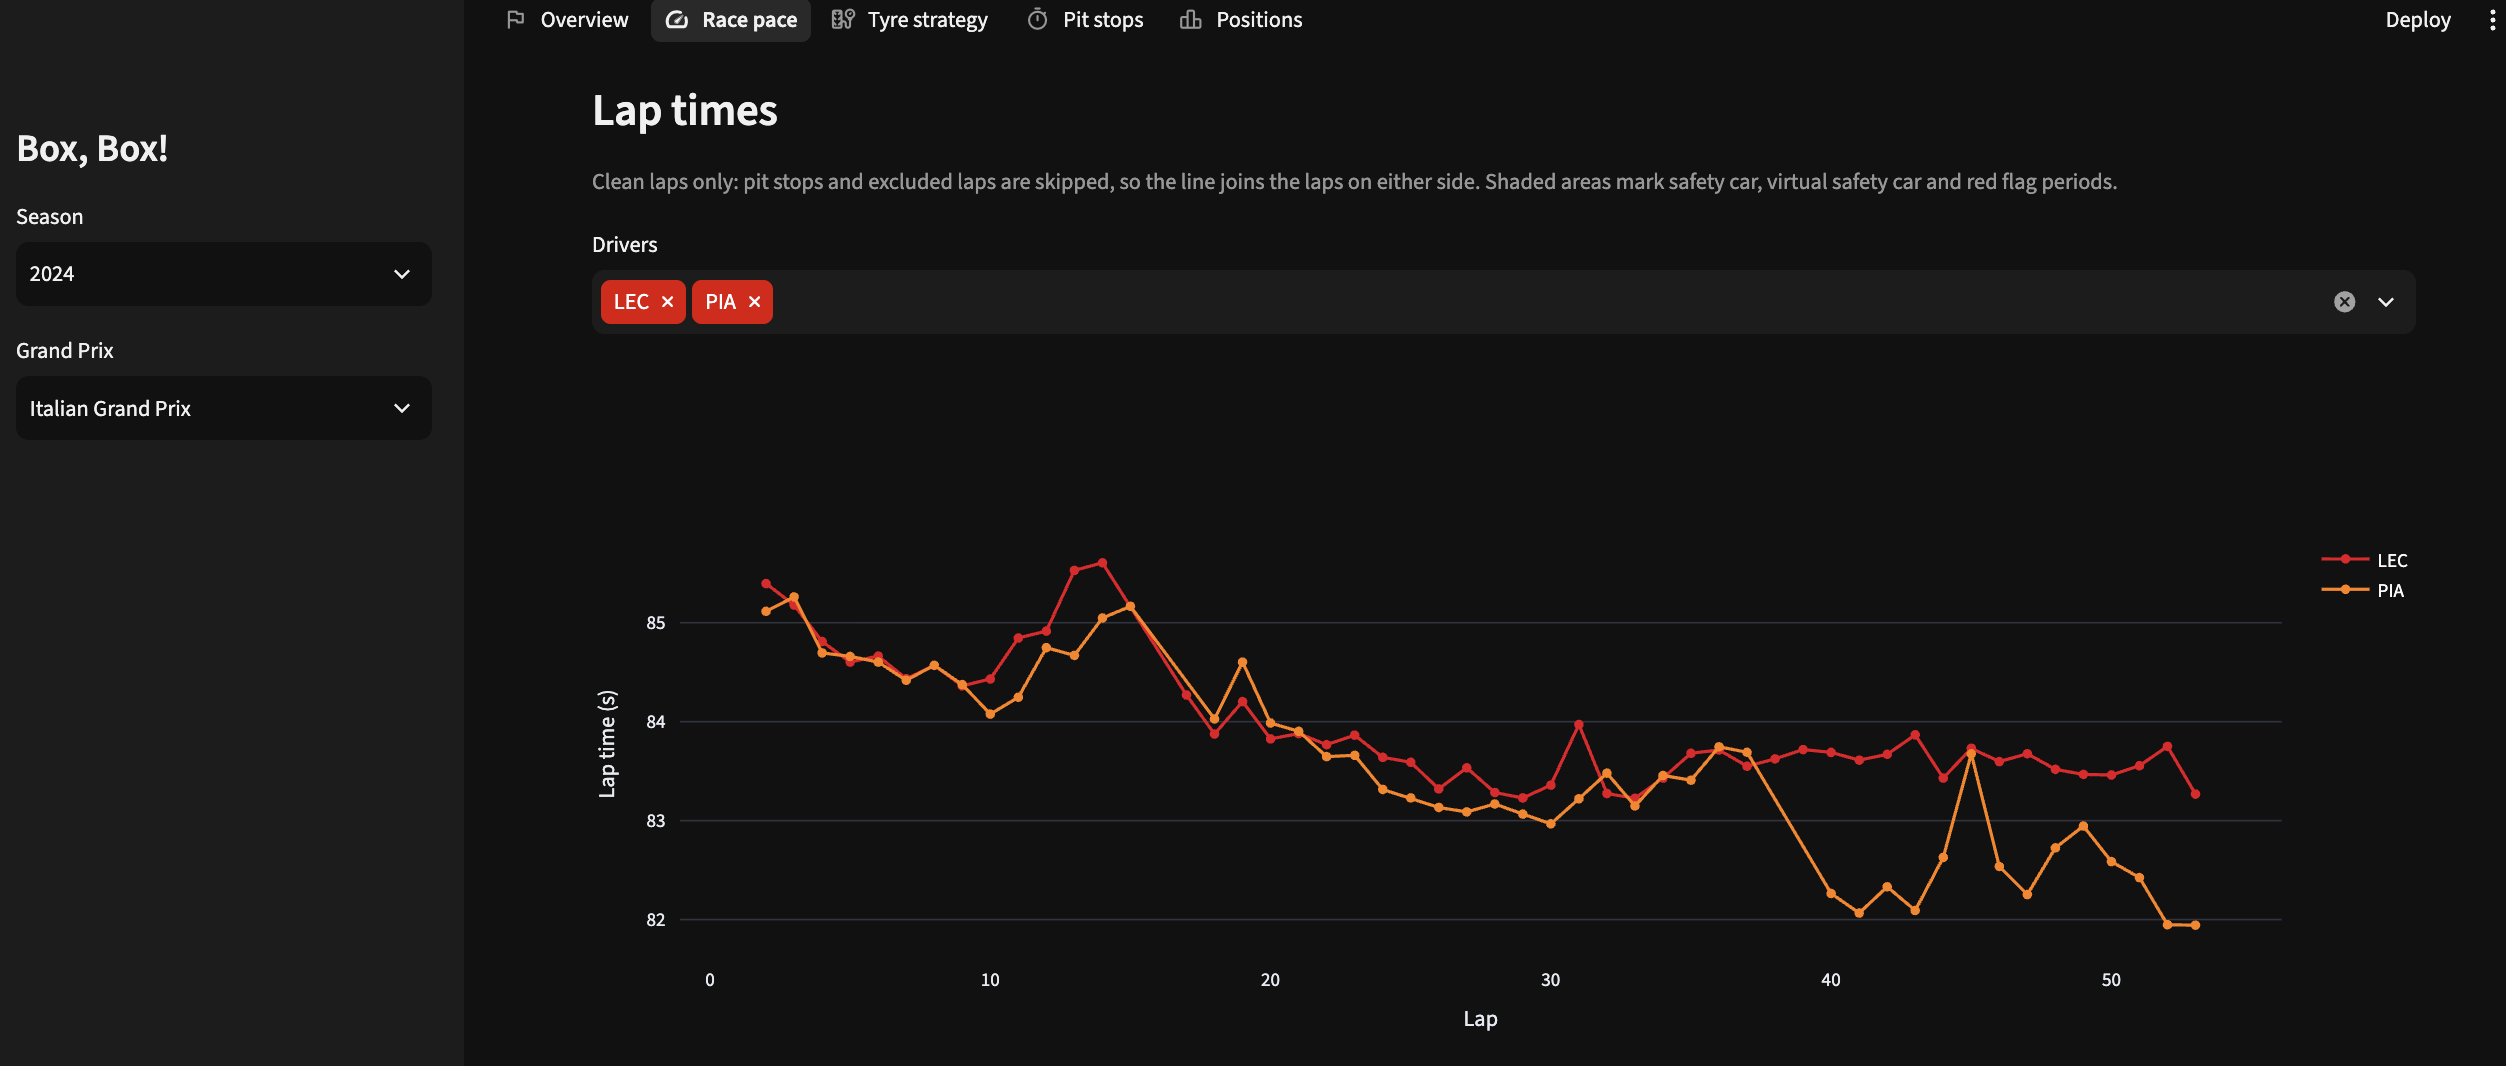 Overview
Race pace
Tyre strategy
Pit stops
Positions
Deploy
Box, Box!
Season
2024
Grand Prix
Italian Grand Prix
Lap times
Clean laps only: pit stops and excluded laps are skipped, so the line joins the laps on either side. Shaded areas mark safety car, virtual safety car and red flag periods.
Drivers
LEC
PIA
LEC
PIA
Lap time (s)
85
84
83
82
0
10
20
30
40
50
Lap